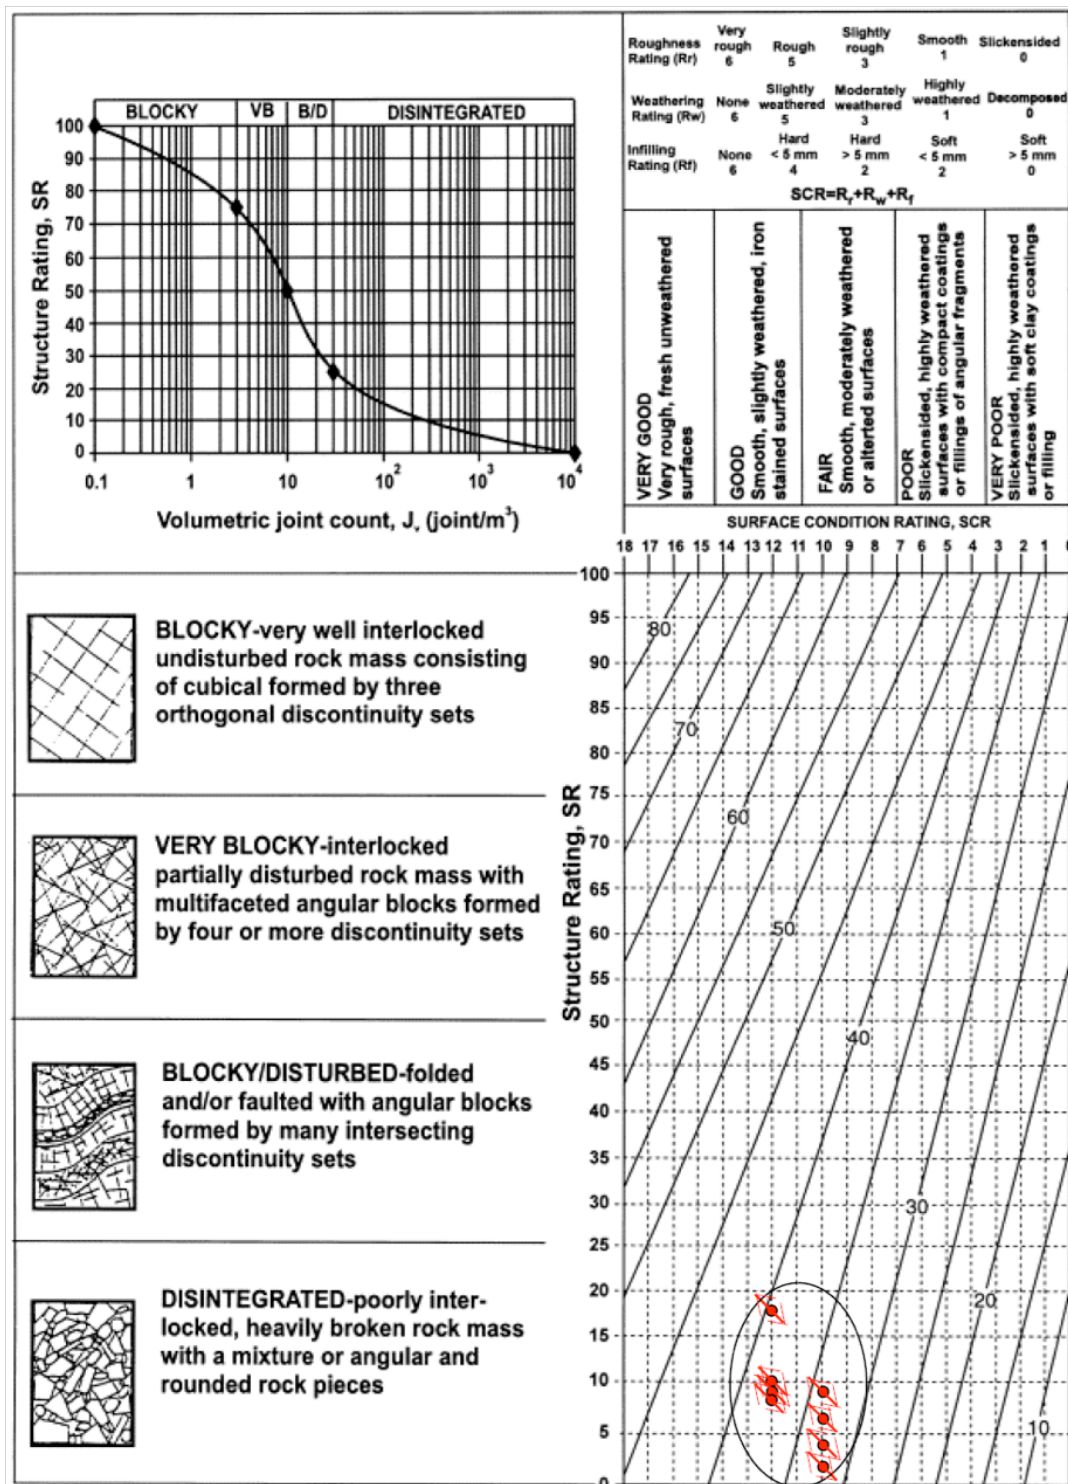 Roughness Rating (Rr) Very rough 6 Rough 5 Slightly rough 3 Smooth 1 Slickensided 0
Weathering Rating (Rw) None 6 Slightly weathered 5 Moderately weathered 3 Highly weathered 1 Decomposed 0
Infilling Rating (Rf) None 6 Hard < 5 mm 4 Hard > 5 mm 2 Soft < 5 mm 2 Soft > 5 mm 0
SCR=Rr+Rw+Rf
BLOCKY VB B/D DISINTEGRATED
Structure Rating, SR
100
90
80
70
60
50
40
30
20
10
0
0.1 1 10 10² 10³ 10⁴
Volumetric joint count, Jv (joint/m³)
VERY GOOD
Very rough, fresh unweathered
surfaces
GOOD
Smooth, slightly weathered, iron
stained surfaces
FAIR
Smooth, moderately weathered
or alterted surfaces
POOR
Slickensided, highly weathered
surfaces with compact coatings
or fillings of angular fragments
VERY POOR
Slickensided, highly weathered
surfaces with soft clay coatings
or filling
SURFACE CONDITION RATING, SCR
18 17 16 15 14 13 12 11 10 9 8 7 6 5 4 3 2 1 0
BLOCKY-very well interlocked
undisturbed rock mass consisting
of cubical formed by three
orthogonal discontinuity sets
VERY BLOCKY-interlocked
partially disturbed rock mass with
multifaceted angular blocks formed
by four or more discontinuity sets
BLOCKY/DISTURBED-folded
and/or faulted with angular blocks
formed by many intersecting
discontinuity sets
DISINTEGRATED-poorly inter-
locked, heavily broken rock mass
with a mixture or angular and
rounded rock pieces
Structure Rating, SR
100
95
90
85
80
75
70
65
60
55
50
45
40
35
30
25
20
15
10
5
0
80
70
60
50
40
30
20
10